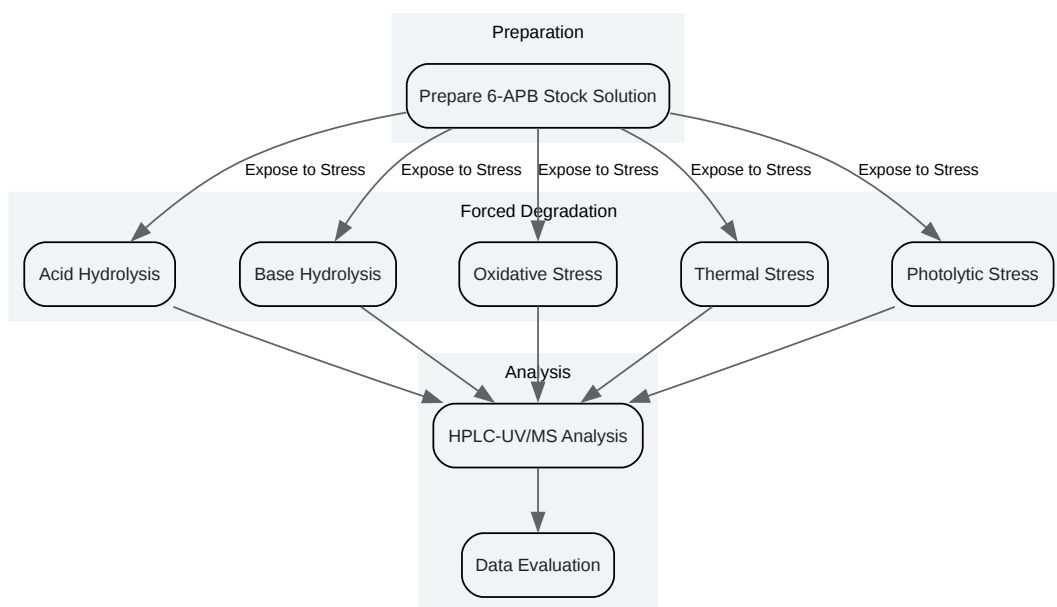 Preparation
Prepare 6-APB Stock Solution
Expose to Stress
Expose to Stress
Expose to Stress
Expose to Stress
Expose to Stress
Forced Degradation
Acid Hydrolysis
Base Hydrolysis
Oxidative Stress
Thermal Stress
Photolytic Stress
Analysis
HPLC-UV/MS Analysis
Data Evaluation